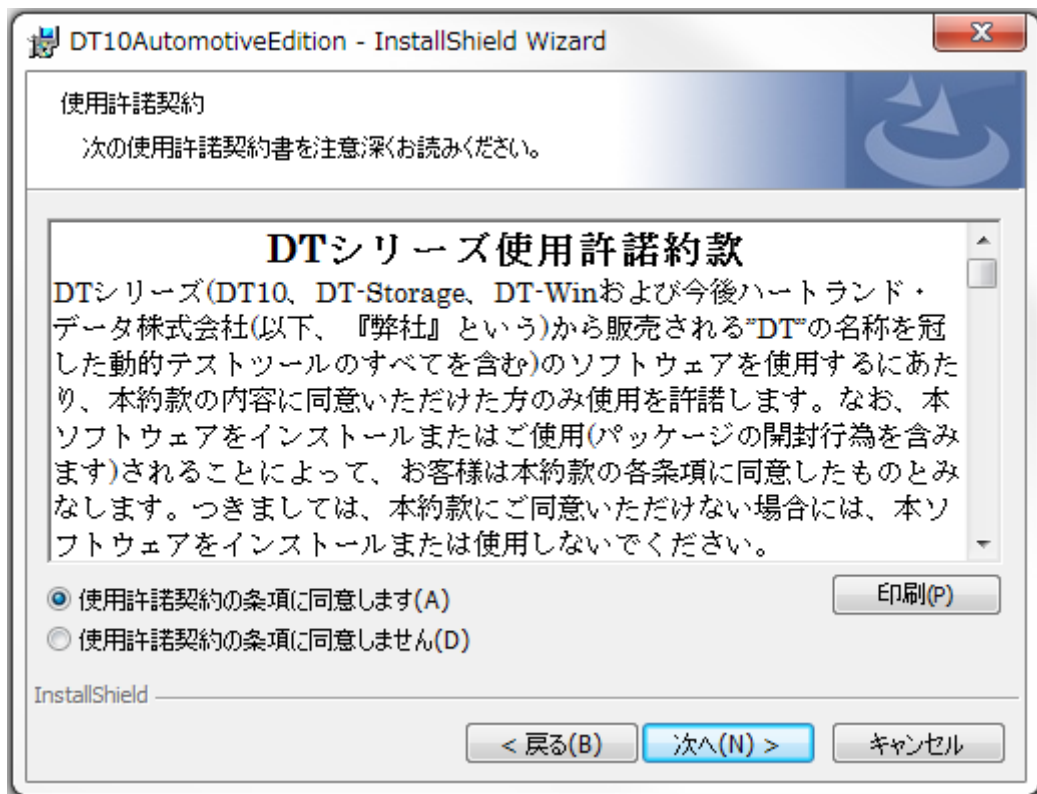 DT10AutomotiveEdition - InstallShield Wizard
使用許諾契約
次の使用許諾契約書を注意深くお読みください。
DTシリーズ使用許諾約款
DTシリーズ(DT10、DT-Storage、DT-Winおよび今後ハートランド・
データ株式会社(以下、『弊社』という)から販売される”DT”の名称を冠
した動的テストツールのすべてを含む)のソフトウェアを使用するにあた
り、本約款の内容に同意いただけた方のみ使用を許諾します。なお、本
ソフトウェアをインストールまたはご使用(パッケージの開封行為を含み
ます)されることによって、お客様は本約款の各条項に同意したものとみ
なします。つきましては、本約款にご同意いただけない場合には、本ソ
フトウェアをインストールまたは使用しないでください。
使用許諾契約の条項に同意します(A)
印刷(P)
使用許諾契約の条項に同意しません(D)
InstallShield
< 戻る(B)
次へ(N) >
キャンセル